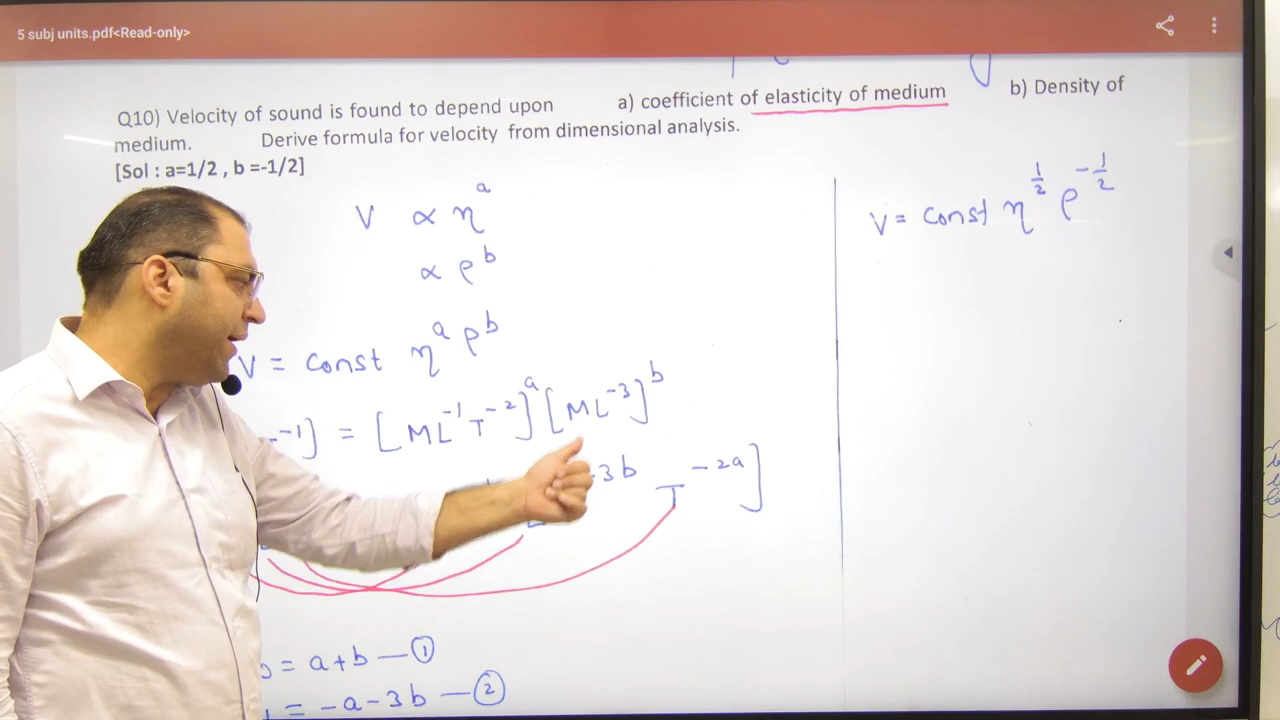 5 subj units.pdf<Read-only>
Q10) Velocity of sound is found to depend upon a) coefficient of elasticity of medium b) Density of
medium. Derive formula for velocity from dimensional analysis.
[Sol : a=1/2 , b =-1/2]
V ∝ η^a
∝ ρ^b
V = const η^a ρ^b
-1] = [ML^-1 T^-2]^a [ML^-3]^b
3b T^-2a]
= a+b — ①
= -a-3b — ②
V = const η^1/2 ρ^-1/2